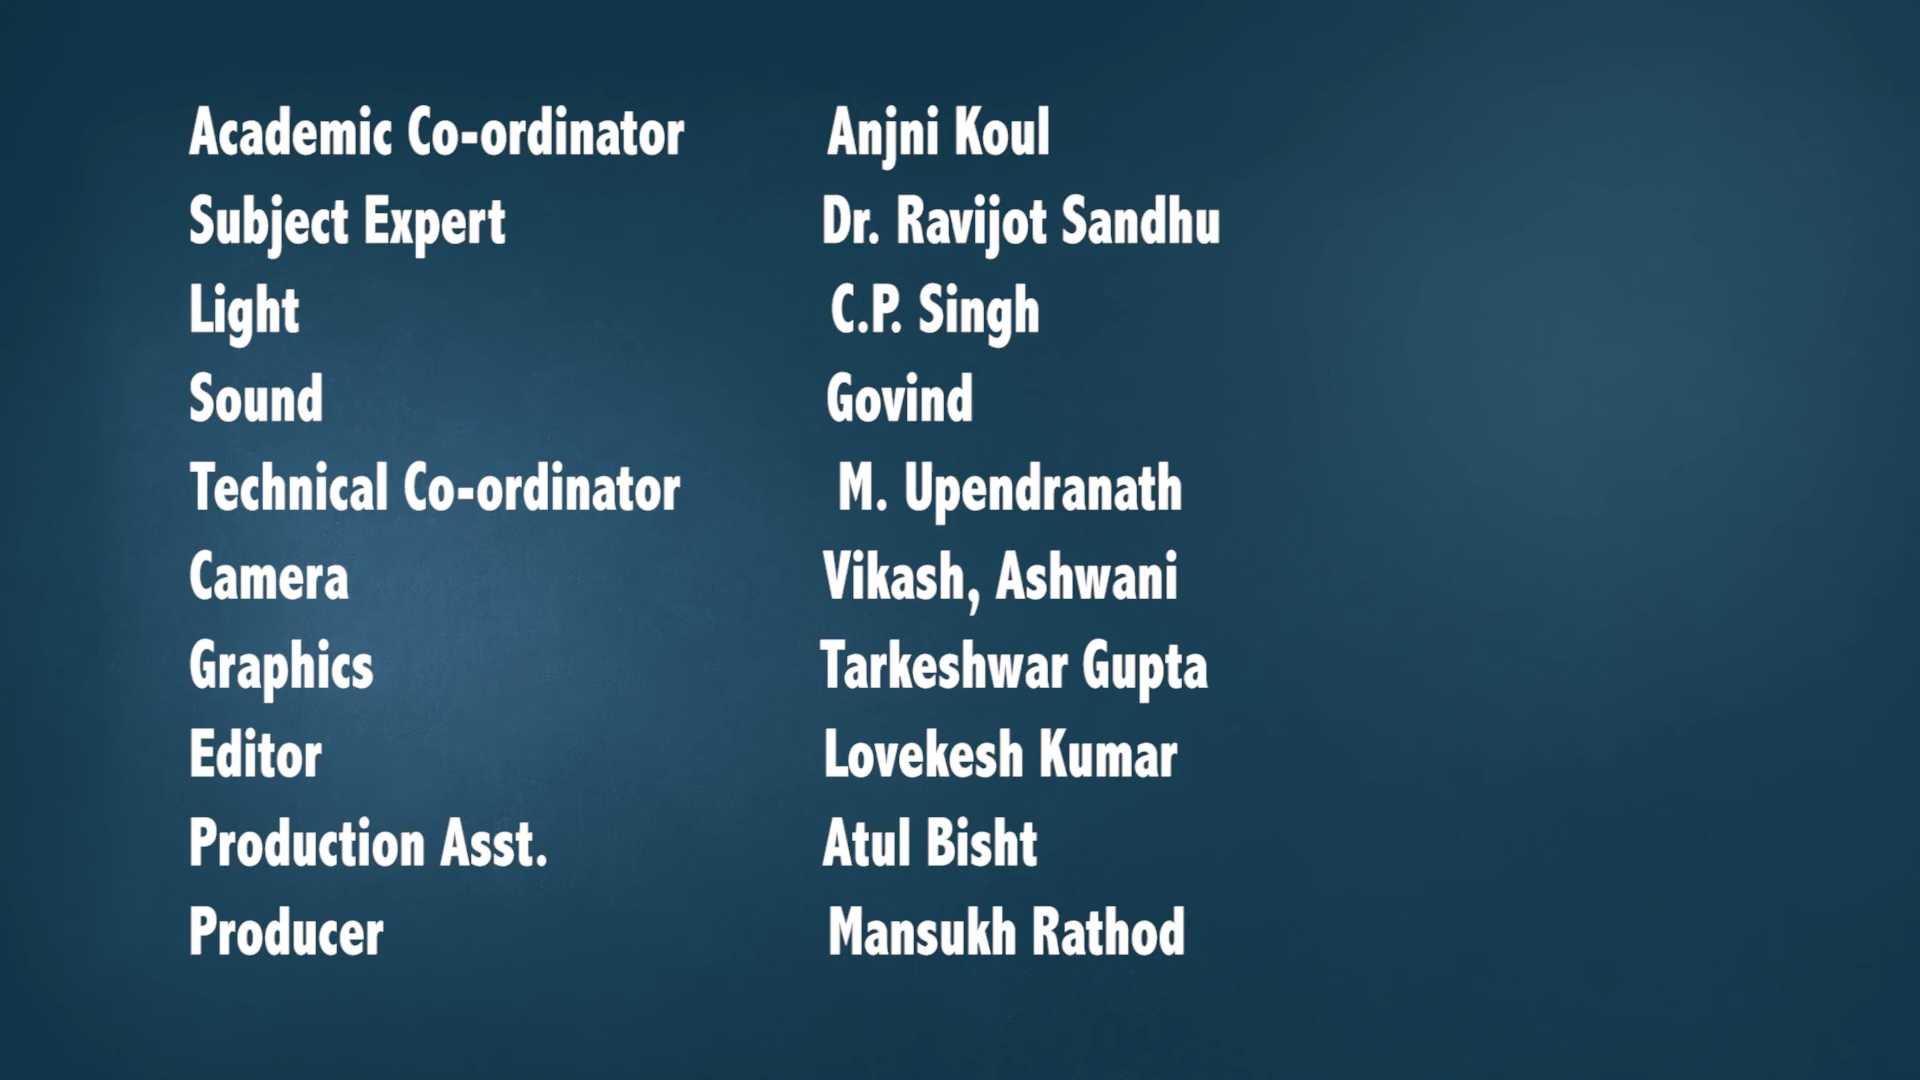 Academic Co-ordinator Anjni Koul
Subject Expert Dr. Ravijot Sandhu
Light C.P. Singh
Sound Govind
Technical Co-ordinator M. Upendranath
Camera Vikash, Ashwani
Graphics Tarkeshwar Gupta
Editor Lovekesh Kumar
Production Asst. Atul Bisht
Producer Mansukh Rathod